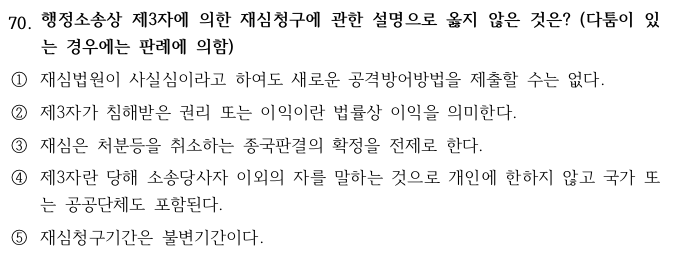 70. 행정소송상 제3자에 의한 재심청구에 관한 설명으로 옳지 않은 것은? (다툼이 있
는 경우에는 판례에 의함)
① 재심법원이 사실심이라고 하여도 새로운 공격방어방법을 제출할 수는 없다.
② 제3자가 침해받은 권리 또는 이익이란 법률상 이익을 의미한다.
③ 재심은 처분등을 취소하는 종국판결의 확정을 전제로 한다.
④ 제3자란 당해 소송당사자 이외의 자를 말하는 것으로 개인에 한하지 않고 국가 또
는 공공단체도 포함된다.
⑤ 재심청구기간은 불변기간이다.